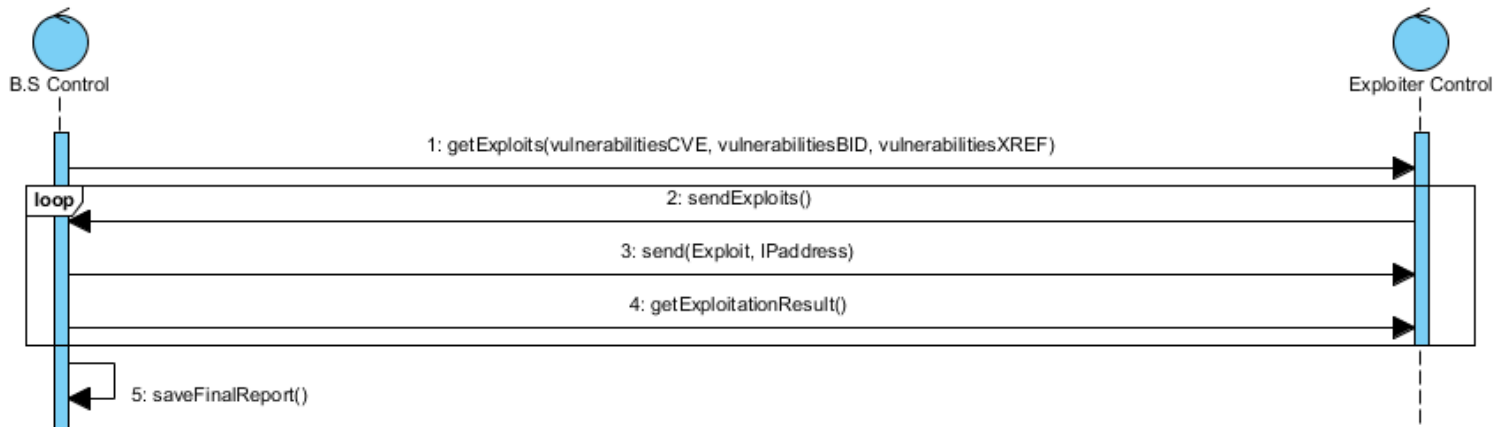 B.S Control
Exploiter Control
1: getExploits(vulnerabilitiesCVE, vulnerabilitiesBID, vulnerabilitiesXREF)
loop
2: sendExploits()
3: send(Exploit, IPaddress)
4: getExploitationResult()
5: saveFinalReport()